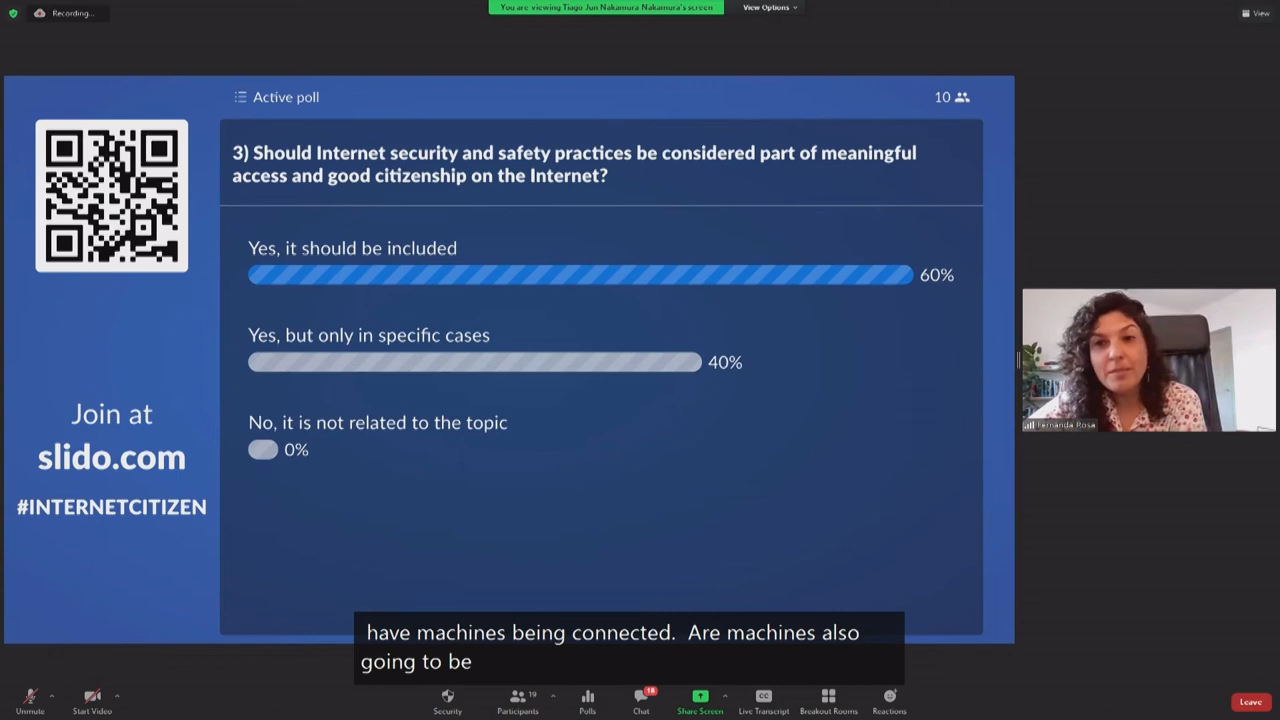 Recording...
You are viewing Tiago Jun Nakamura Nakamura's screen
View Options
View
Active poll
10
3) Should Internet security and safety practices be considered part of meaningful
access and good citizenship on the Internet?
Yes, it should be included
60%
Yes, but only in specific cases
40%
No, it is not related to the topic
0%
Join at
slido.com
#INTERNETCITIZEN
Fernanda Rosa
have machines being connected.  Are machines also
going to be
Unmute
Start Video
Security
Participants
19
Polls
Chat
18
Share Screen
CC
Live Transcript
Breakout Rooms
Reactions
Leave